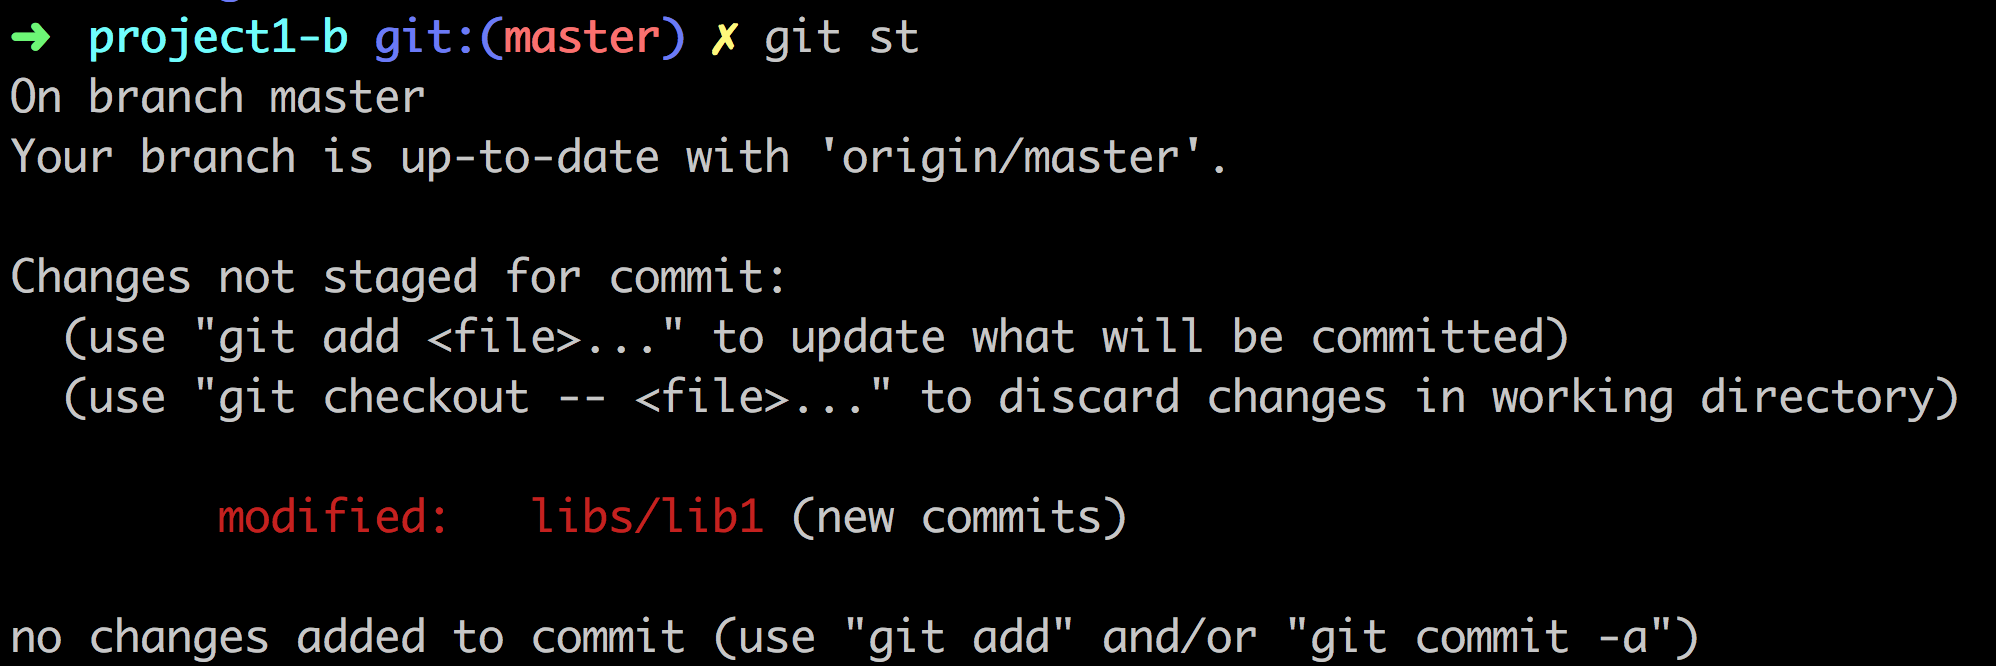 ➜  project1-b git:(master) ✗ git st
On branch master
Your branch is up-to-date with 'origin/master'.
Changes not staged for commit:
  (use "git add <file>..." to update what will be committed)
  (use "git checkout -- <file>..." to discard changes in working directory)
        modified:   libs/lib1 (new commits)
no changes added to commit (use "git add" and/or "git commit -a")